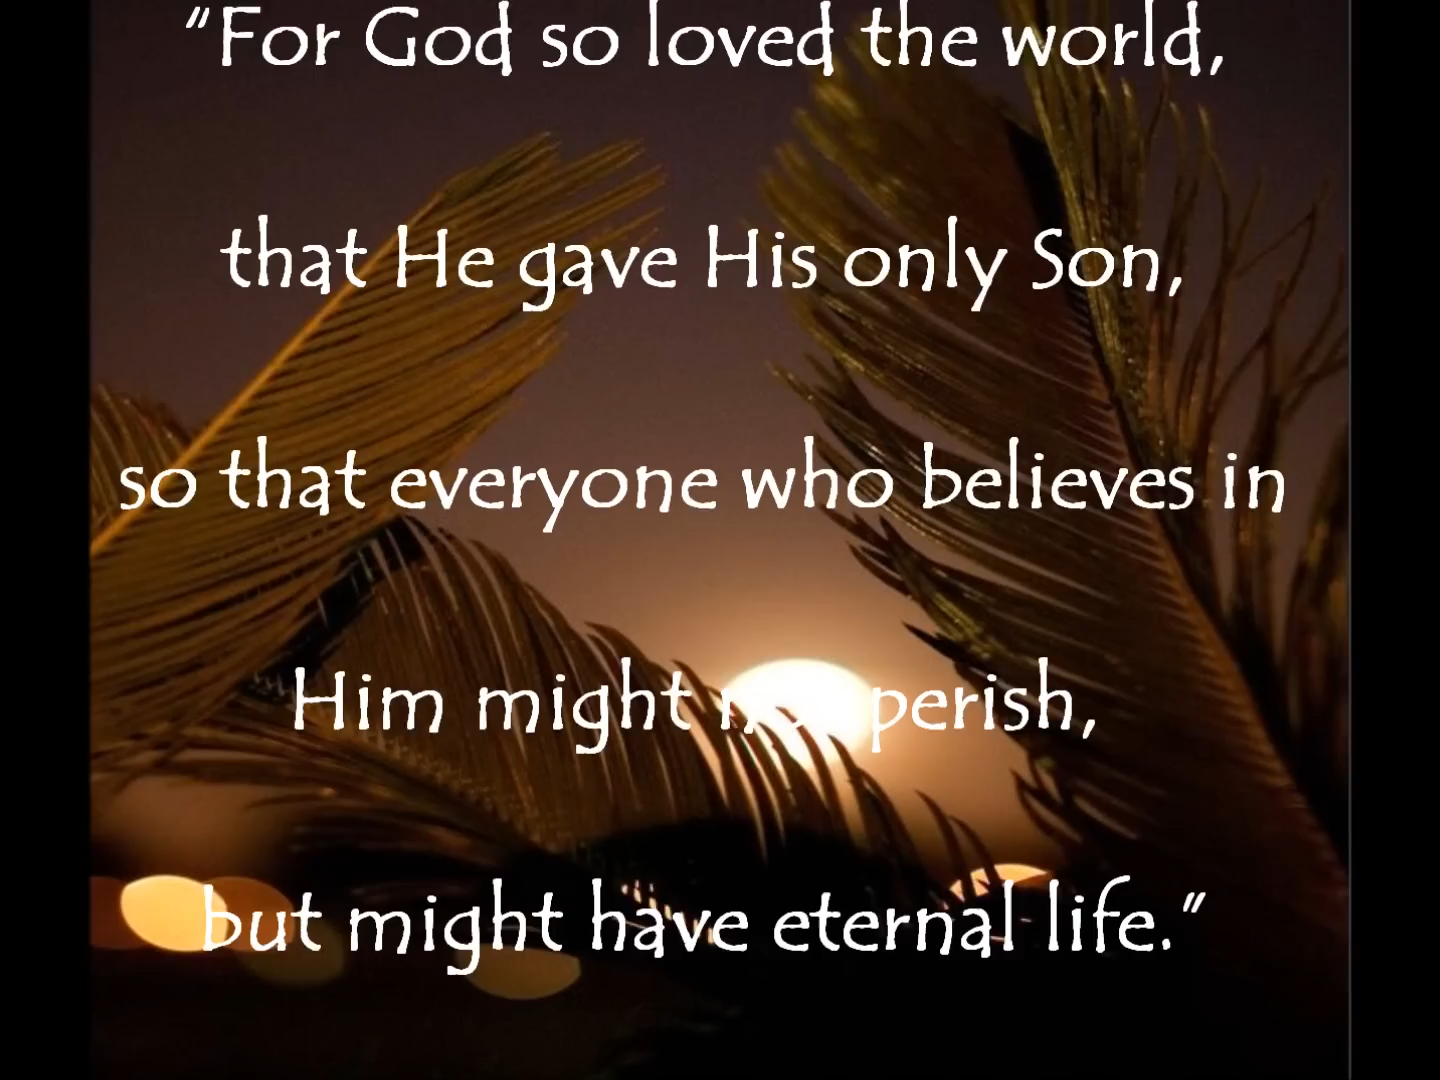 “For God so loved the world,
that He gave His only Son,
so that everyone who believes in
Him might not perish,
but might have eternal life.”